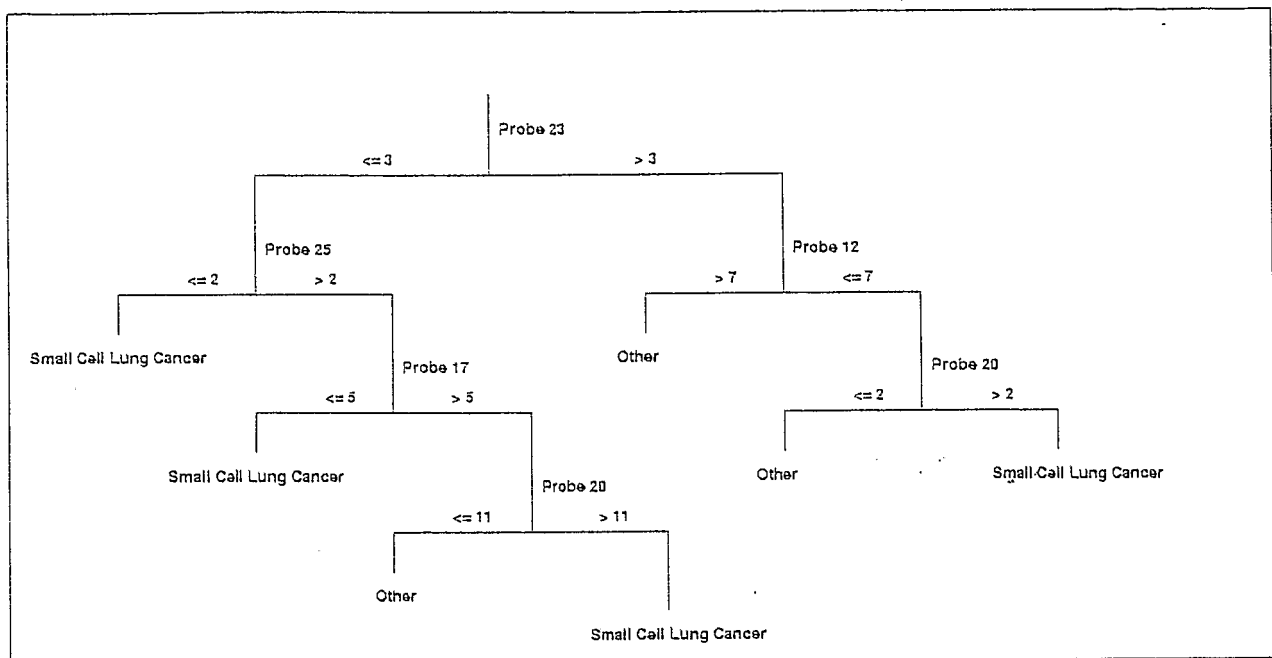 Probe 23
<= 3 > 3
Probe 25 Probe 12
<= 2 > 2 > 7 <= 7
Small Cell Lung Cancer Other
Probe 17 Probe 20
<= 5 > 5 <= 2 > 2
Small Cell Lung Cancer Other Small Cell Lung Cancer
Probe 20
<= 11 > 11
Other
Small Cell Lung Cancer